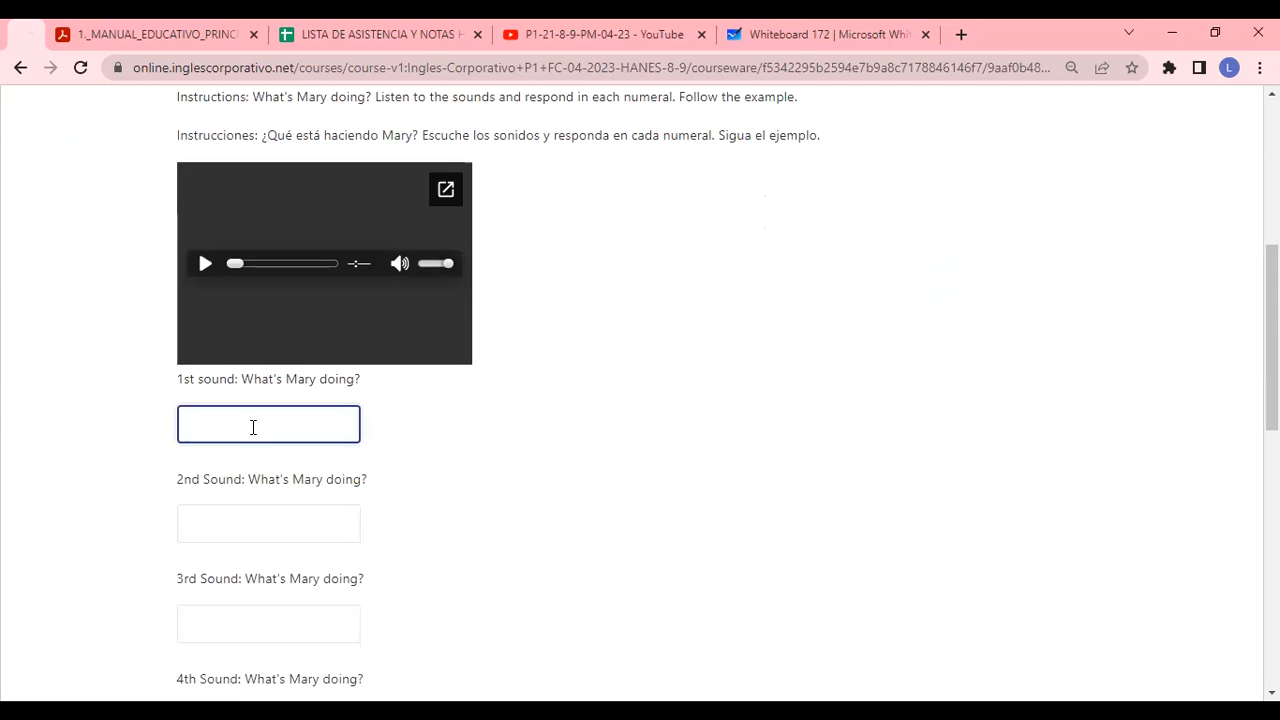 1._MANUAL_EDUCATIVO_PRINC
LISTA DE ASISTENCIA Y NOTAS H
P1-21-8-9-PM-04-23 - YouTube
Whiteboard 172 | Microsoft Whi
online.inglescorporativo.net/courses/course-v1:Ingles-Corporativo+P1+FC-04-2023-HANES-8-9/courseware/f5342295b2594e7b9a8c7178846146f7/9aaf0b48...
L
Instructions: What's Mary doing? Listen to the sounds and respond in each numeral. Follow the example.
Instrucciones: ¿Qué está haciendo Mary? Escuche los sonidos y responda en cada numeral. Sigua el ejemplo.
-:--
1st sound: What's Mary doing?
2nd Sound: What's Mary doing?
3rd Sound: What's Mary doing?
4th Sound: What's Mary doing?